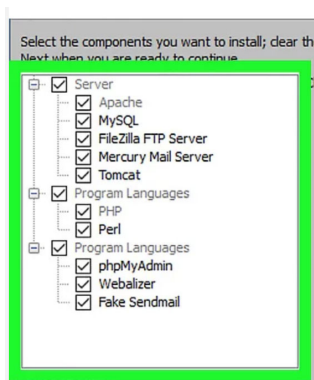 Select the components you want to install; clear th
Next when you are ready to continue
Server
Apache
MySQL
FileZilla FTP Server
Mercury Mail Server
Tomcat
Program Languages
PHP
Perl
Program Languages
phpMyAdmin
Webalizer
Fake Sendmail